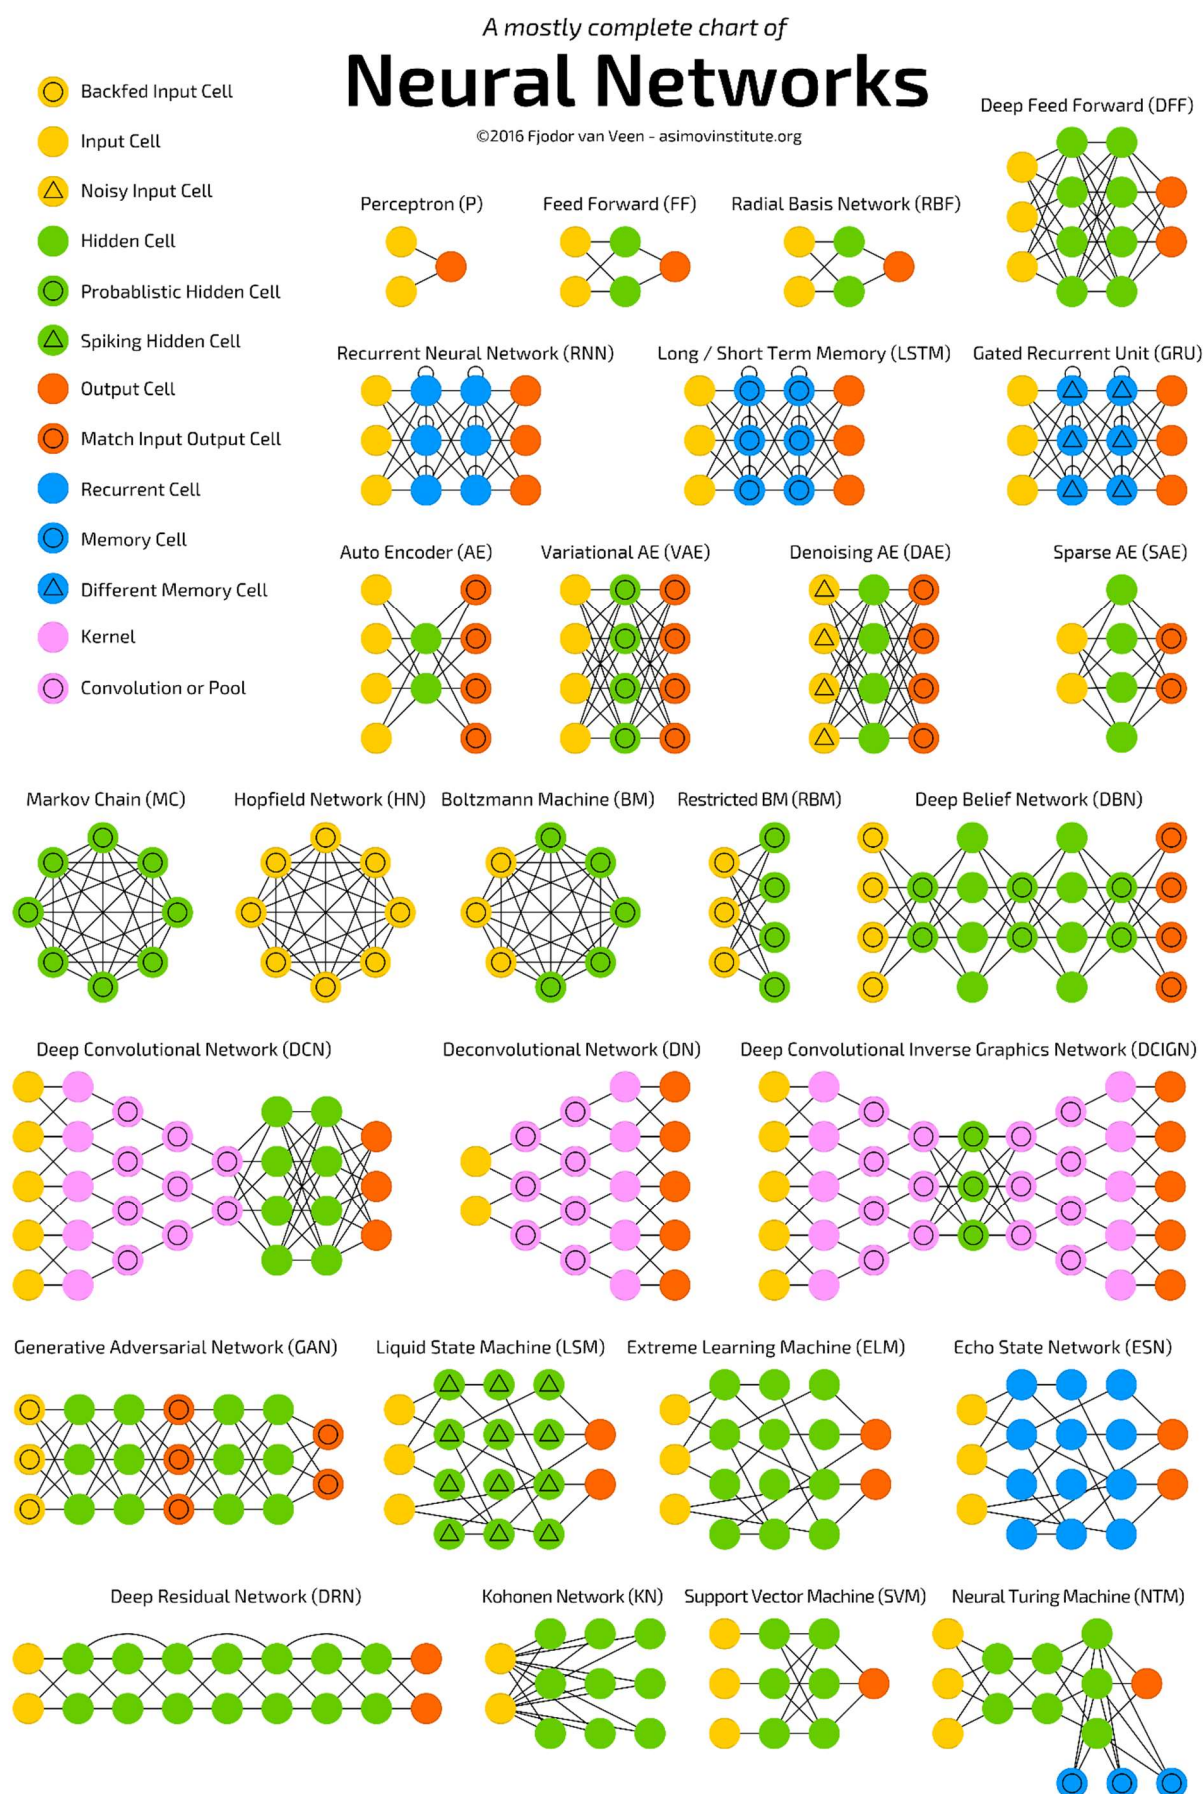 A mostly complete chart of
Neural Networks
©2016 Fjodor van Veen - asimovinstitute.org
Backfed Input Cell
Input Cell
Noisy Input Cell
Hidden Cell
Probablistic Hidden Cell
Spiking Hidden Cell
Output Cell
Match Input Output Cell
Recurrent Cell
Memory Cell
Different Memory Cell
Kernel
Convolution or Pool
Deep Feed Forward (DFF)
Perceptron (P)
Feed Forward (FF)
Radial Basis Network (RBF)
Recurrent Neural Network (RNN)
Long / Short Term Memory (LSTM)
Gated Recurrent Unit (GRU)
Auto Encoder (AE)
Variational AE (VAE)
Denoising AE (DAE)
Sparse AE (SAE)
Markov Chain (MC)
Hopfield Network (HN)
Boltzmann Machine (BM)
Restricted BM (RBM)
Deep Belief Network (DBN)
Deep Convolutional Network (DCN)
Deconvolutional Network (DN)
Deep Convolutional Inverse Graphics Network (DCIGN)
Generative Adversarial Network (GAN)
Liquid State Machine (LSM)
Extreme Learning Machine (ELM)
Echo State Network (ESN)
Deep Residual Network (DRN)
Kohonen Network (KN)
Support Vector Machine (SVM)
Neural Turing Machine (NTM)